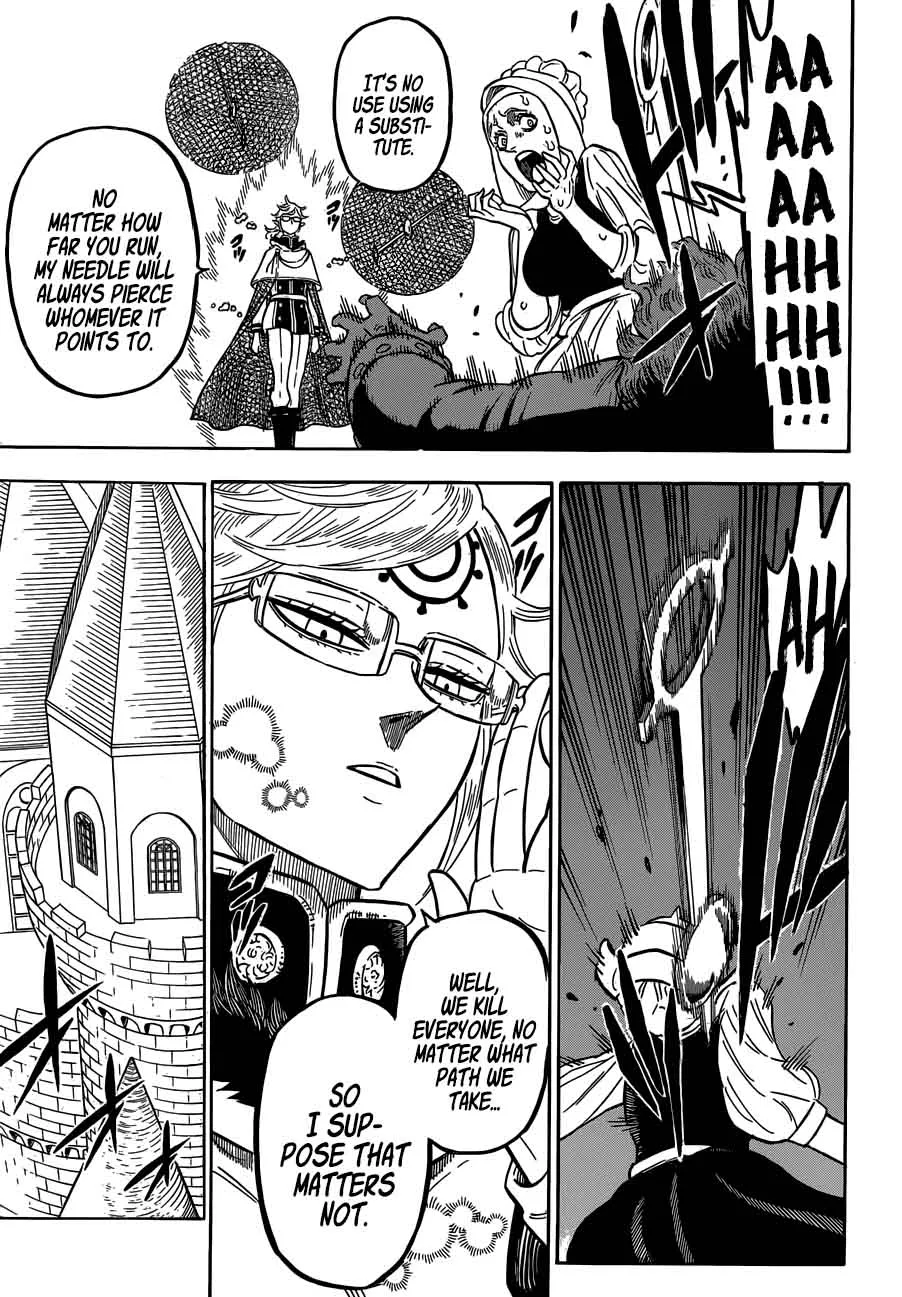 AA
AA
AA
HH
HH
!!!
IT'S NO
USE USING
A SUBSTI-
TUTE.
NO
MATTER HOW
FAR YOU RUN,
MY NEEDLE WILL
ALWAYS PIERCE
WHOMEVER IT
POINTS TO.
AH
WELL,
WE KILL
EVERYONE, NO
MATTER WHAT
PATH WE
TAKE...
SO
I SUP-
POSE THAT
MATTERS
NOT.